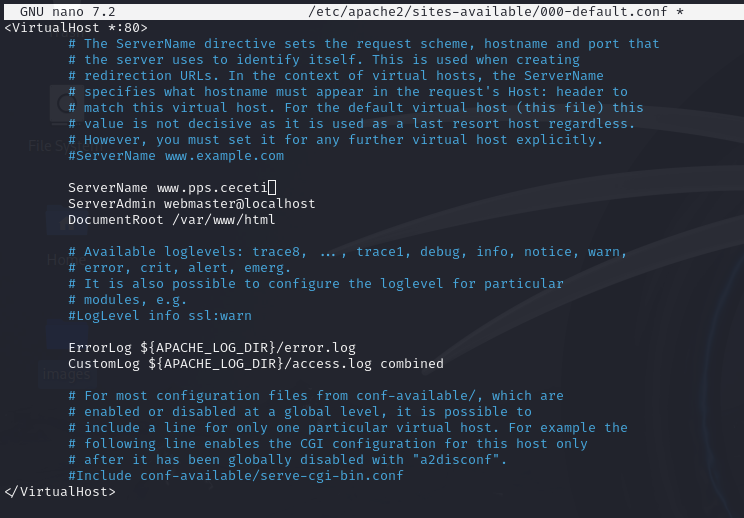 GNU nano 7.2 /etc/apache2/sites-available/000-default.conf *
<VirtualHost *:80>
# The ServerName directive sets the request scheme, hostname and port that
# the server uses to identify itself. This is used when creating
# redirection URLs. In the context of virtual hosts, the ServerName
# specifies what hostname must appear in the request's Host: header to
# match this virtual host. For the default virtual host (this file) this
# value is not decisive as it is used as a last resort host regardless.
# However, you must set it for any further virtual host explicitly.
#ServerName www.example.com
ServerName www.pps.ceceti
ServerAdmin webmaster@localhost
DocumentRoot /var/www/html
# Available loglevels: trace8, ..., trace1, debug, info, notice, warn,
# error, crit, alert, emerg.
# It is also possible to configure the loglevel for particular
# modules, e.g.
#LogLevel info ssl:warn
ErrorLog ${APACHE_LOG_DIR}/error.log
CustomLog ${APACHE_LOG_DIR}/access.log combined
# For most configuration files from conf-available/, which are
# enabled or disabled at a global level, it is possible to
# include a line for only one particular virtual host. For example the
# following line enables the CGI configuration for this host only
# after it has been globally disabled with "a2disconf".
#Include conf-available/serve-cgi-bin.conf
</VirtualHost>